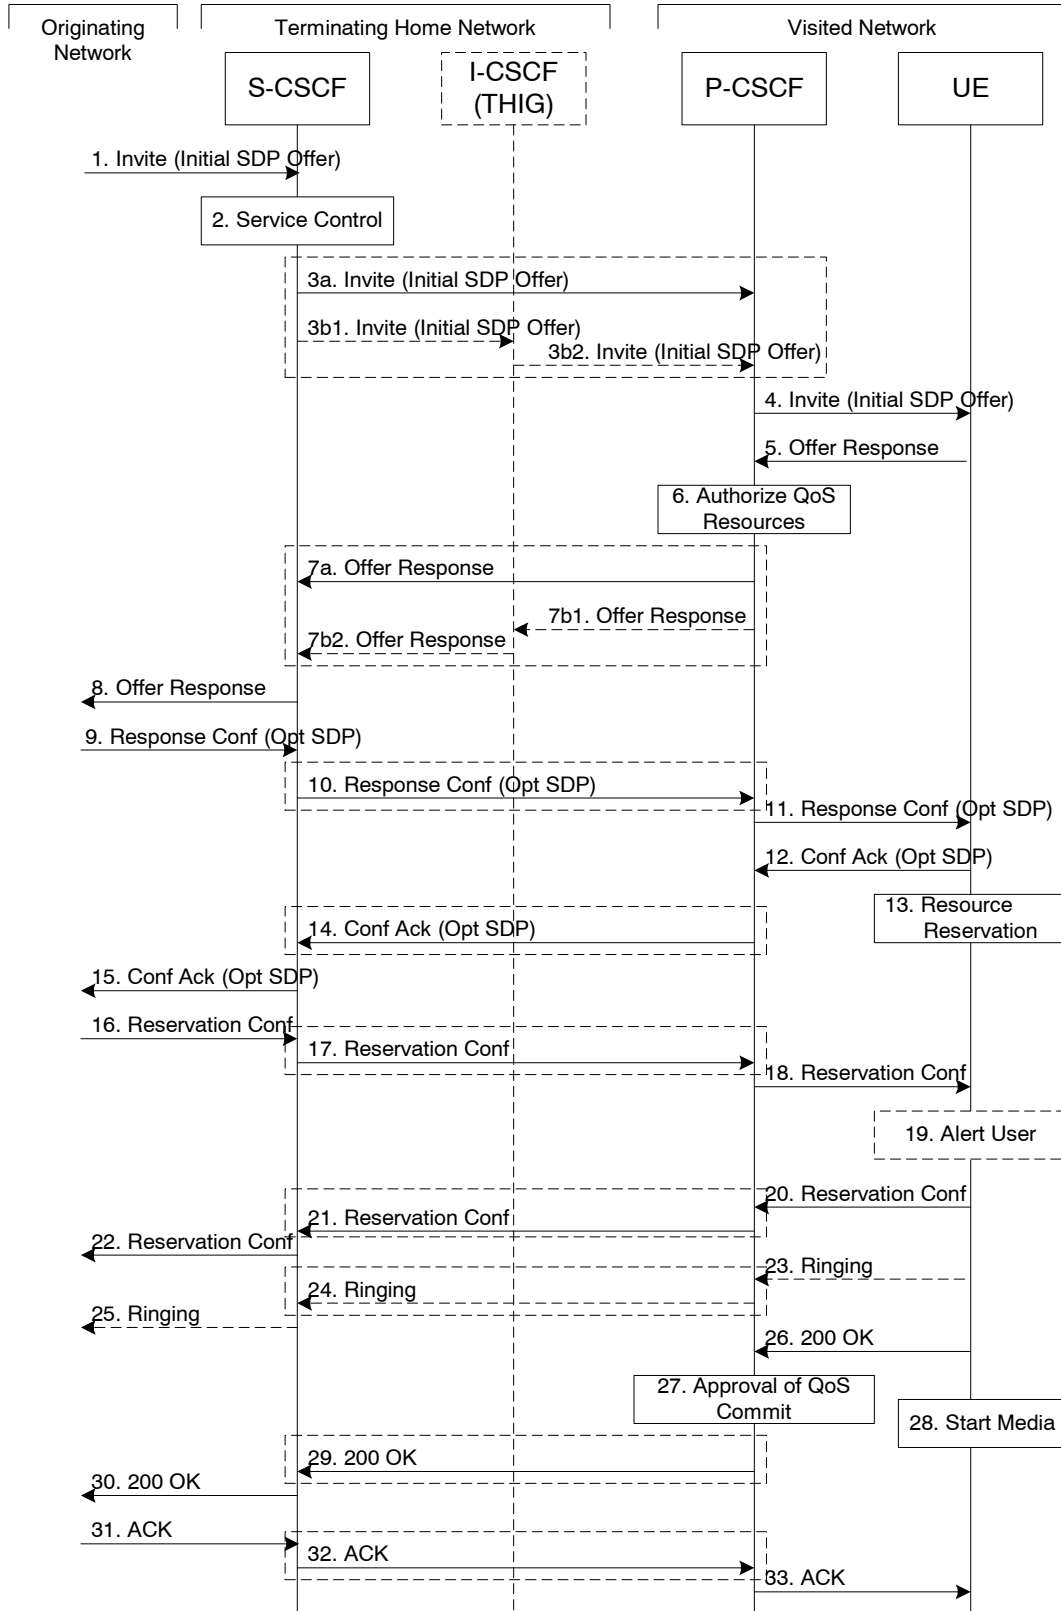 Originating
Network
Terminating Home Network
Visited Network
S-CSCF
I-CSCF
(THIG)
P-CSCF
UE
1. Invite (Initial SDP Offer)
2. Service Control
3a. Invite (Initial SDP Offer)
3b1. Invite (Initial SDP Offer)
3b2. Invite (Initial SDP Offer)
4. Invite (Initial SDP Offer)
5. Offer Response
6. Authorize QoS
Resources
7a. Offer Response
7b1. Offer Response
7b2. Offer Response
8. Offer Response
9. Response Conf (Opt SDP)
10. Response Conf (Opt SDP)
11. Response Conf (Opt SDP)
12. Conf Ack (Opt SDP)
13. Resource
Reservation
14. Conf Ack (Opt SDP)
15. Conf Ack (Opt SDP)
16. Reservation Conf
17. Reservation Conf
18. Reservation Conf
19. Alert User
20. Reservation Conf
21. Reservation Conf
22. Reservation Conf
23. Ringing
24. Ringing
25. Ringing
26. 200 OK
27. Approval of QoS
Commit
28. Start Media
29. 200 OK
30. 200 OK
31. ACK
32. ACK
33. ACK